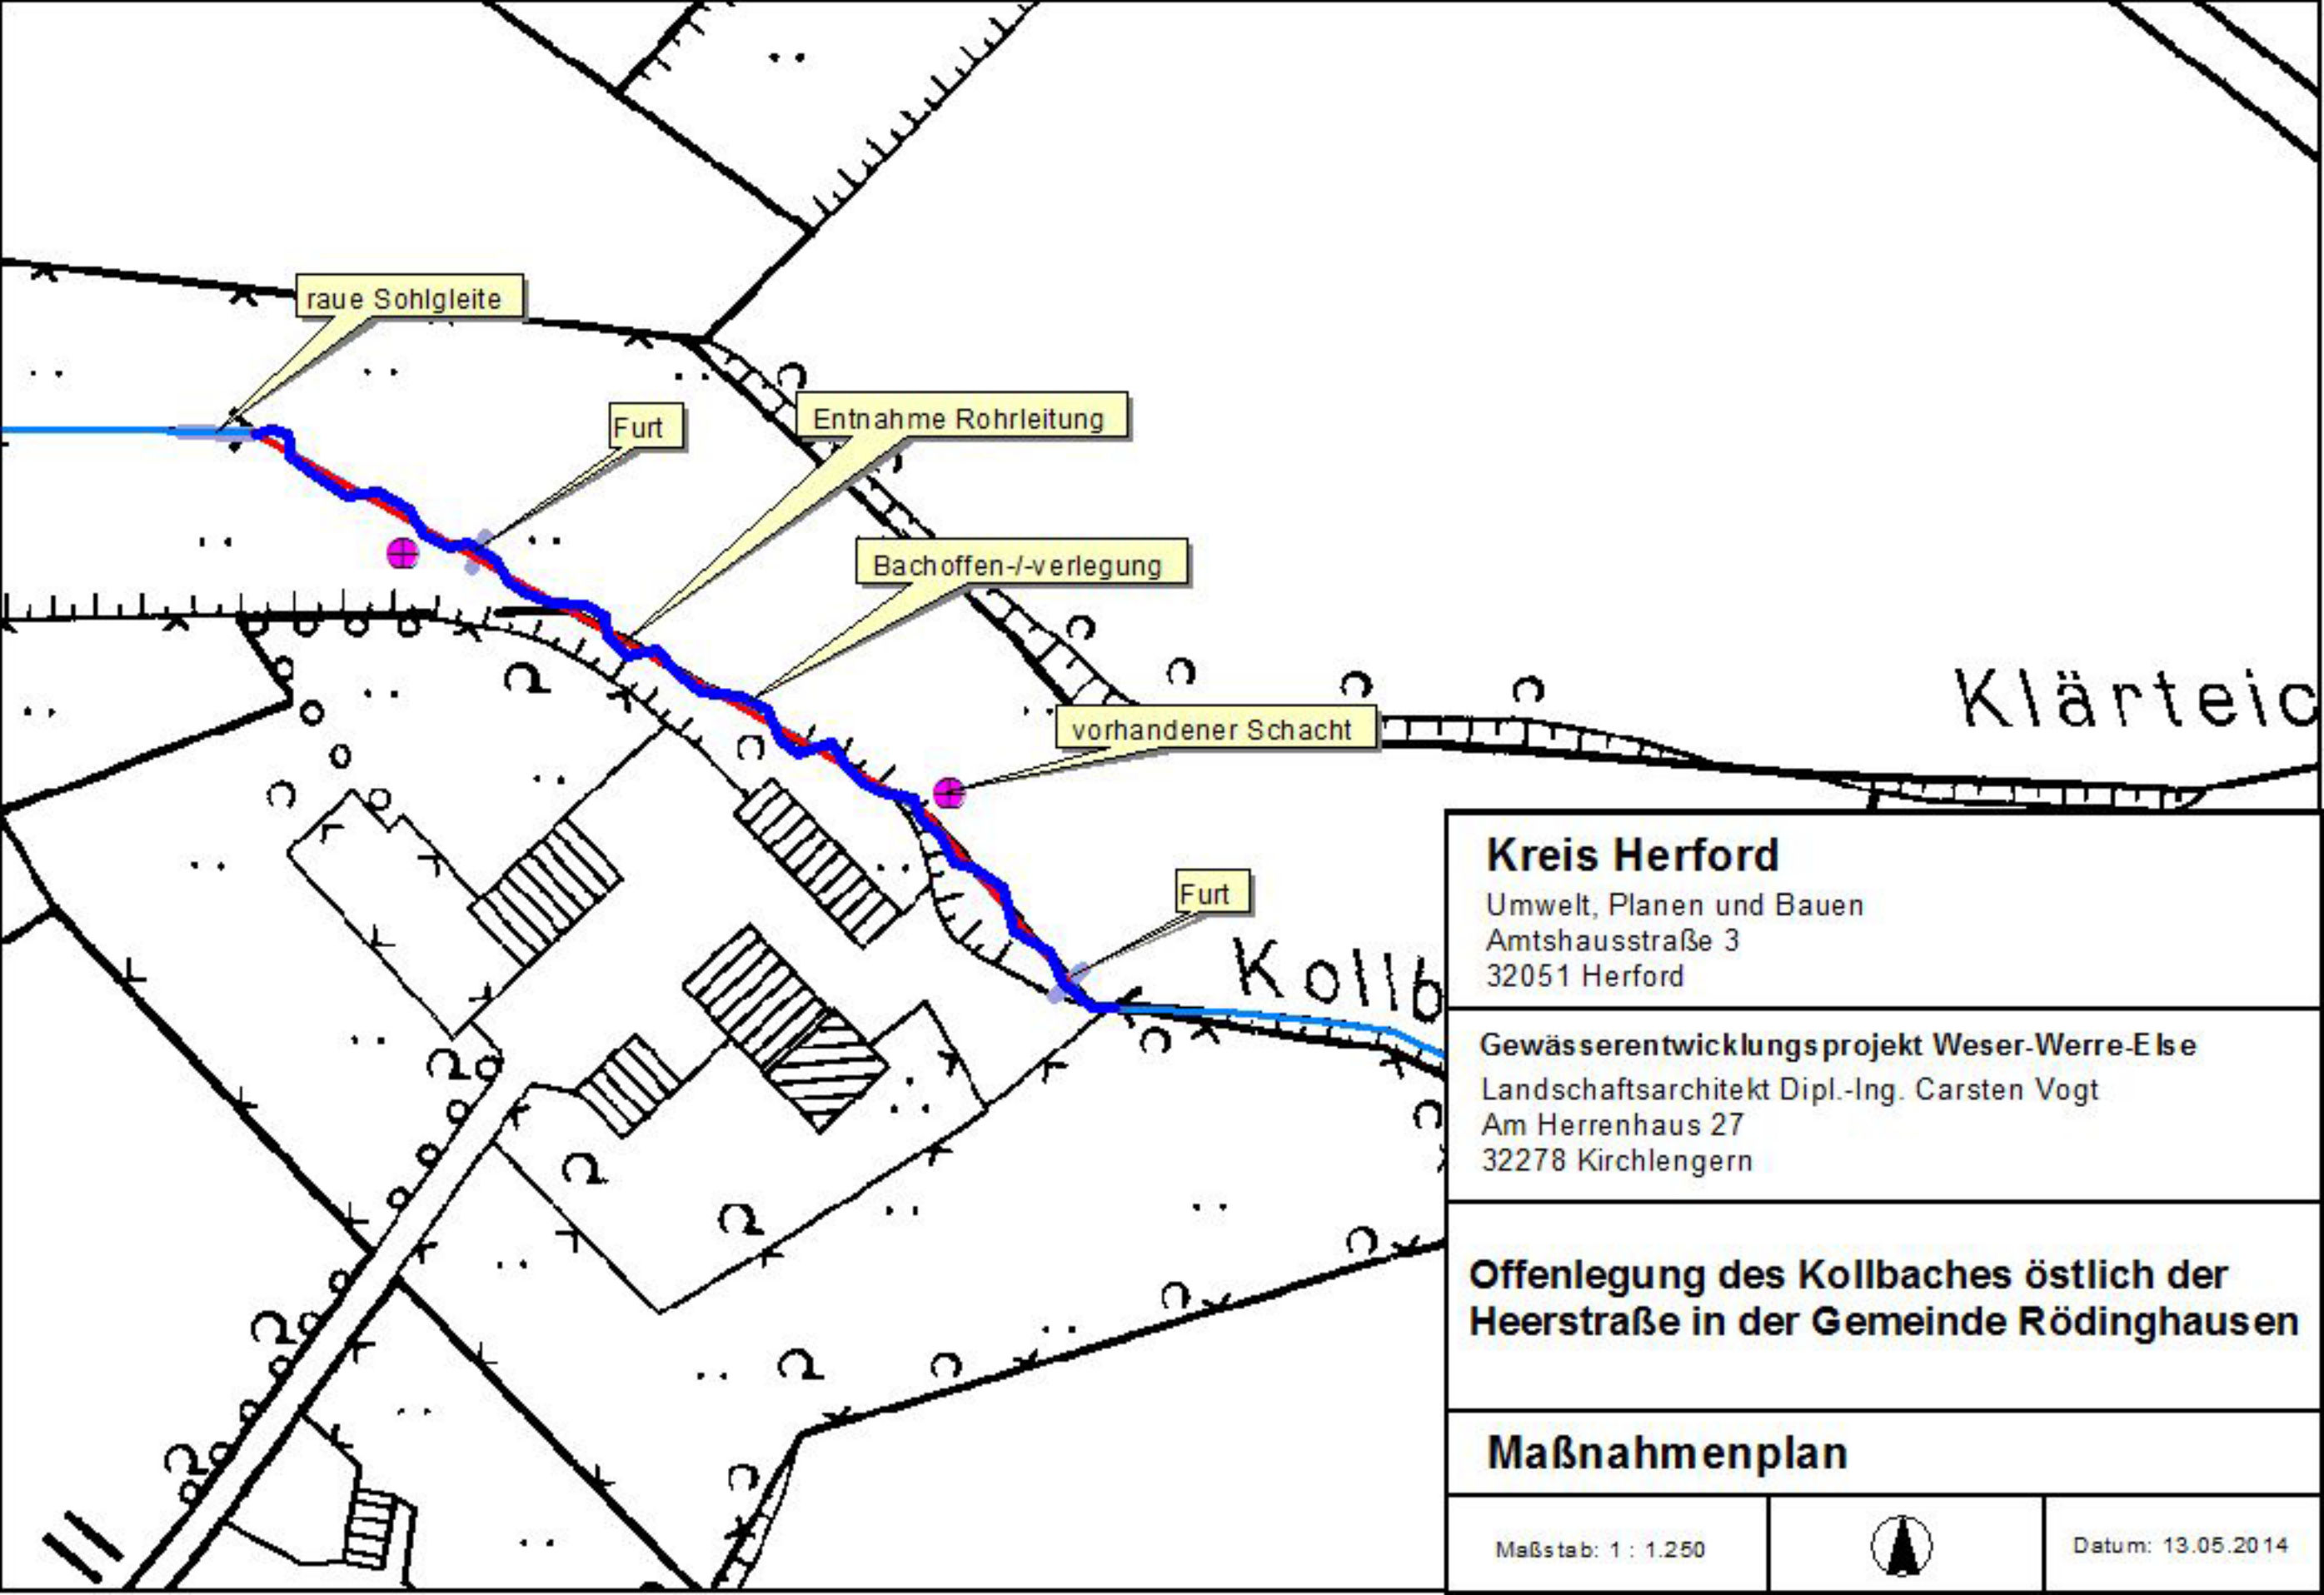 raue Sohlgleite
Furt
Entnahme Rohrleitung
Bachoffen-/-verlegung
vorhandener Schacht
Klärteic
Furt
Kollb
Kreis Herford
Umwelt, Planen und Bauen
Amtshausstraße 3
32051 Herford
Gewässerentwicklungsprojekt Weser-Werre-Else
Landschaftsarchitekt Dipl.-Ing. Carsten Vogt
Am Herrenhaus 27
32278 Kirchlengern
Offenlegung des Kollbaches östlich der
Heerstraße in der Gemeinde Rödinghausen
Maßnahmenplan
Maßstab: 1 : 1.250
Datum: 13.05.2014